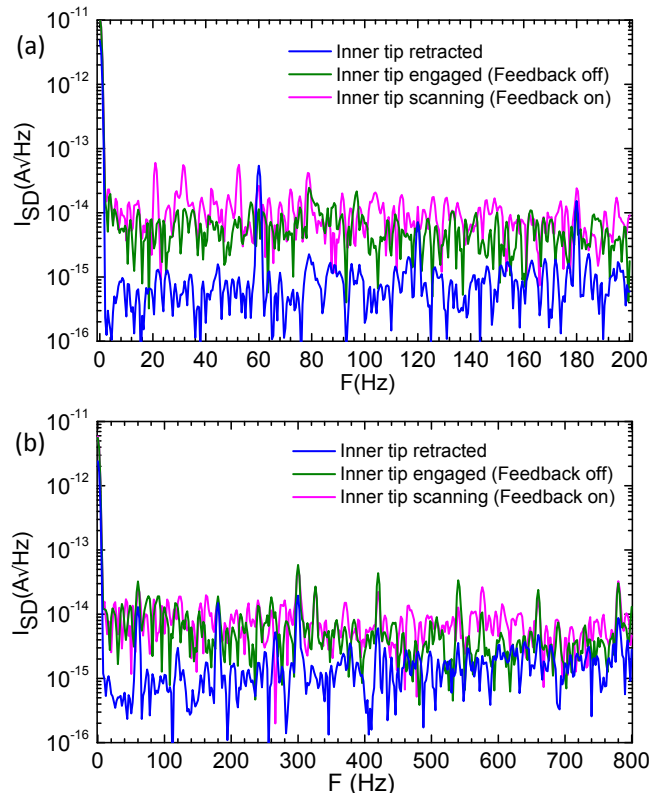 (a)
Inner tip retracted
Inner tip engaged (Feedback off)
Inner tip scanning (Feedback on)
I_SD(A√Hz)
10^-11
10^-12
10^-13
10^-14
10^-15
10^-16
0 20 40 60 80 100 120 140 160 180 200
F(Hz)
(b)
Inner tip retracted
Inner tip engaged (Feedback off)
Inner tip scanning (Feedback on)
I_SD(A√Hz)
10^-11
10^-12
10^-13
10^-14
10^-15
10^-16
0 100 200 300 400 500 600 700 800
F (Hz)